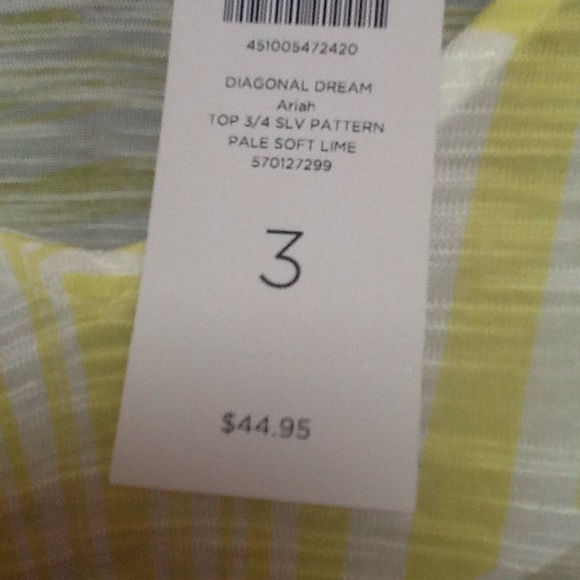 451005472420
DIAGONAL DREAM
Ariah
TOP 3/4 SLV PATTERN
PALE SOFT LIME
570127299
3
$44.95